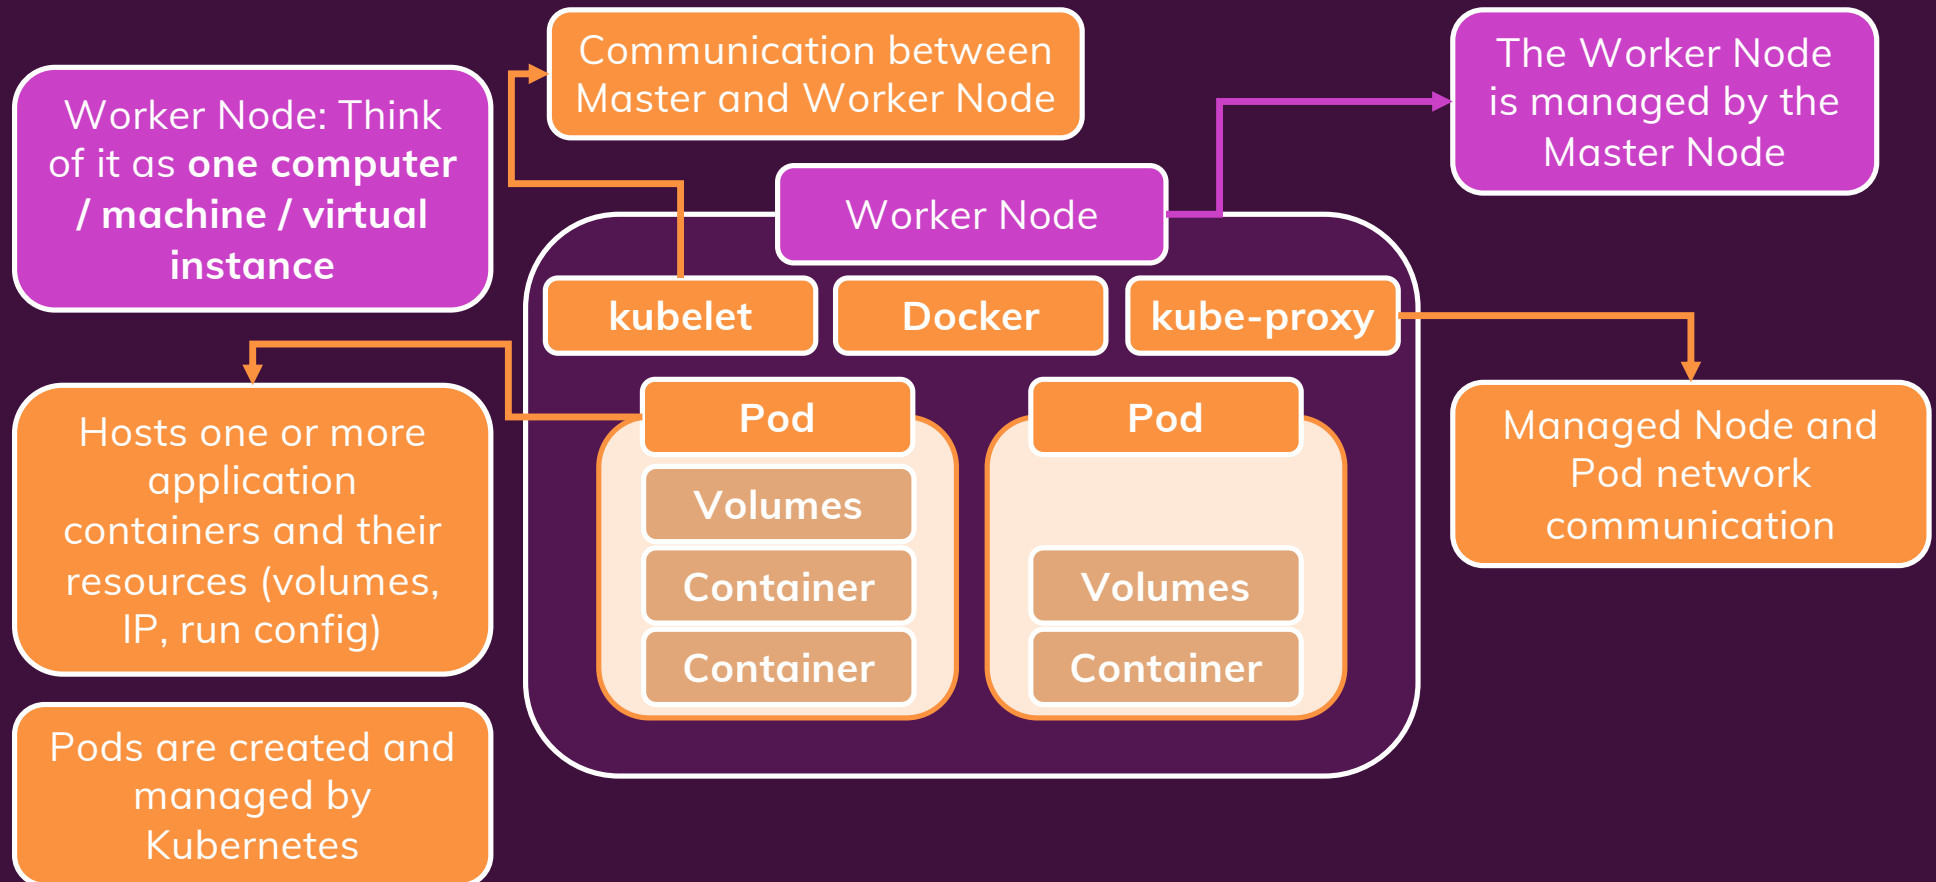 Communication between
Master and Worker Node
The Worker Node
is managed by the
Master Node
Worker Node: Think
of it as one computer
/ machine / virtual
instance
Worker Node
kubelet
Docker
kube-proxy
Hosts one or more
application
containers and their
resources (volumes,
IP, run config)
Pod
Volumes
Container
Container
Pod
Volumes
Container
Managed Node and
Pod network
communication
Pods are created and
managed by
Kubernetes